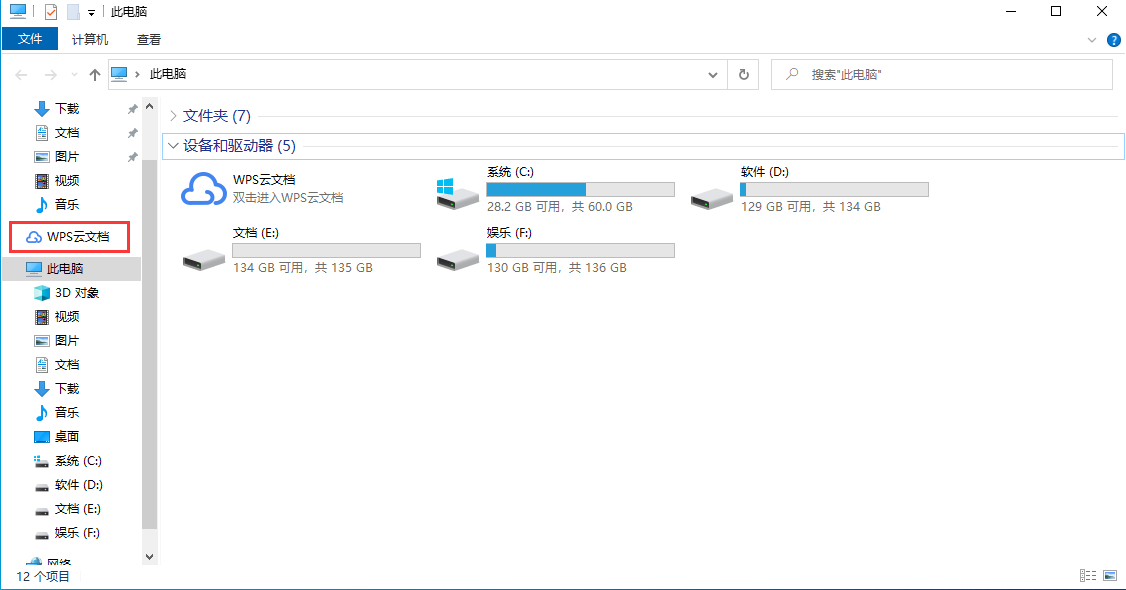 此电脑
文件 计算机 查看
此电脑
搜索"此电脑"
下载
文档
图片
视频
音乐
WPS云文档
此电脑
3D 对象
视频
图片
文档
下载
音乐
桌面
系统 (C:)
软件 (D:)
文档 (E:)
娱乐 (F:)
网络
文件夹 (7)
设备和驱动器 (5)
WPS云文档
双击进入WPS云文档
系统 (C:)
28.2 GB 可用，共 60.0 GB
软件 (D:)
129 GB 可用，共 134 GB
文档 (E:)
134 GB 可用，共 135 GB
娱乐 (F:)
130 GB 可用，共 136 GB
12 个项目